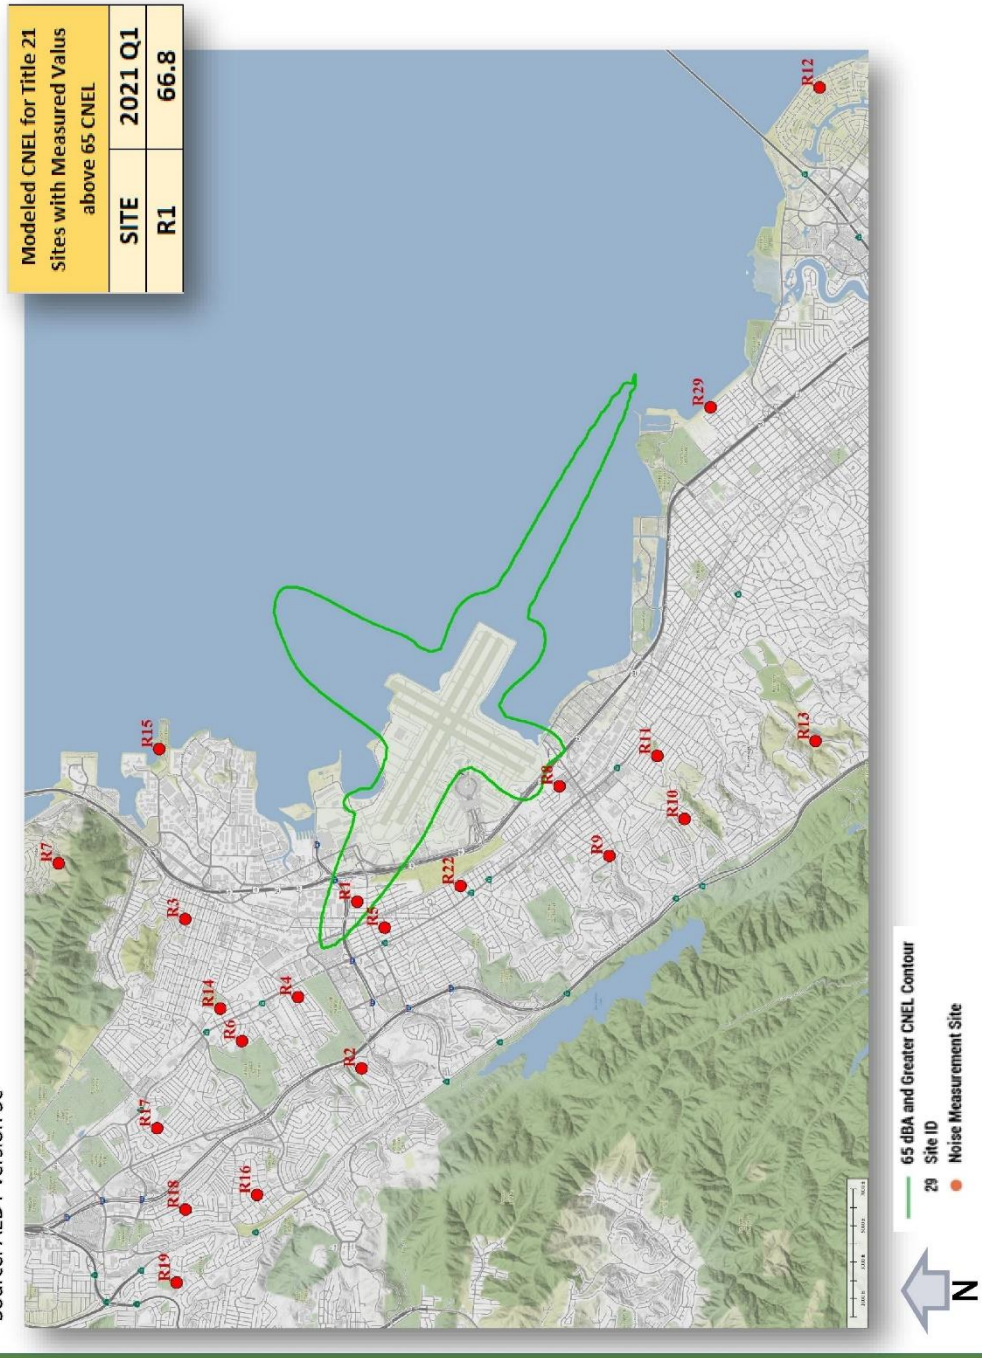 Modeled CNEL for Title 21
Sites with Measured Valus
above 65 CNEL
SITE 2021 Q1
R1 66.8
R7
R15
R12
R3
R14
R6
R4
R17
R18
R19
R16
R2
R1
R5
R22
R8
R9
R10
R11
R13
R29
65 dBA and Greater CNEL Contour
29 Site ID
Noise Measurement Site
N